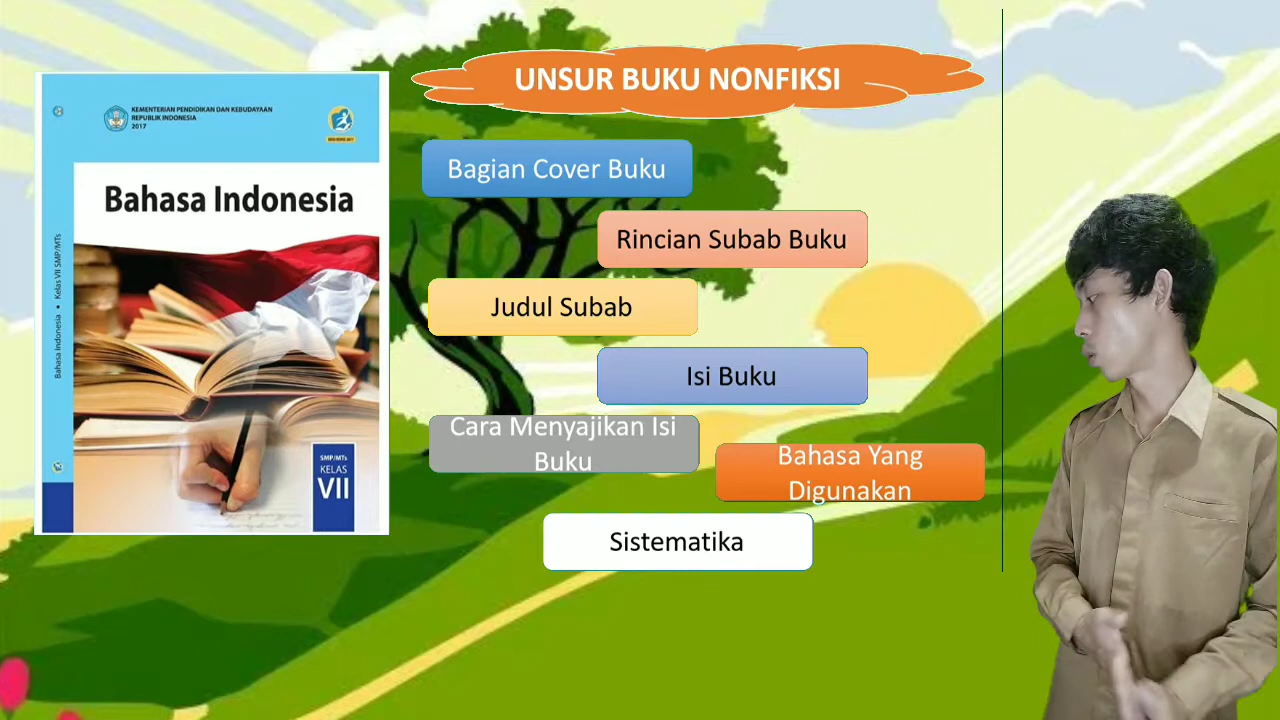 UNSUR BUKU NONFIKSI
KEMENTERIAN PENDIDIKAN DAN KEBUDAYAAN
REPUBLIK INDONESIA
2017
Bahasa Indonesia
Bahasa Indonesia • Kelas VII SMP/MTs
SMP/MTs
KELAS
VII
Bagian Cover Buku
Rincian Subab Buku
Judul Subab
Isi Buku
Cara Menyajikan Isi
Buku
Bahasa Yang
Digunakan
Sistematika